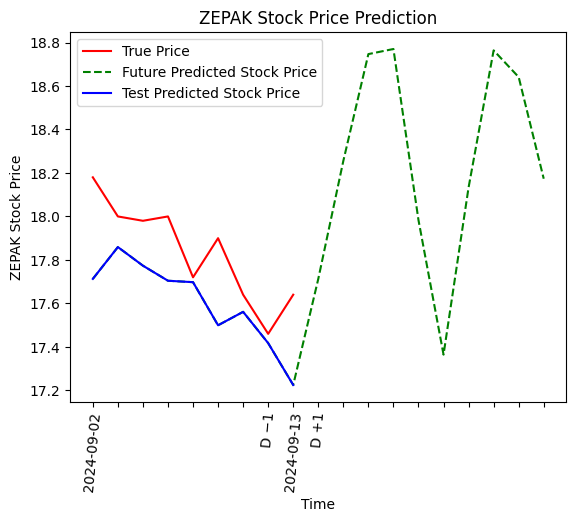 ZEPAK Stock Price Prediction
True Price
Future Predicted Stock Price
Test Predicted Stock Price
ZEPAK Stock Price
18.8
18.6
18.4
18.2
18.0
17.8
17.6
17.4
17.2
2024-09-02
D −1
2024-09-13
D +1
Time